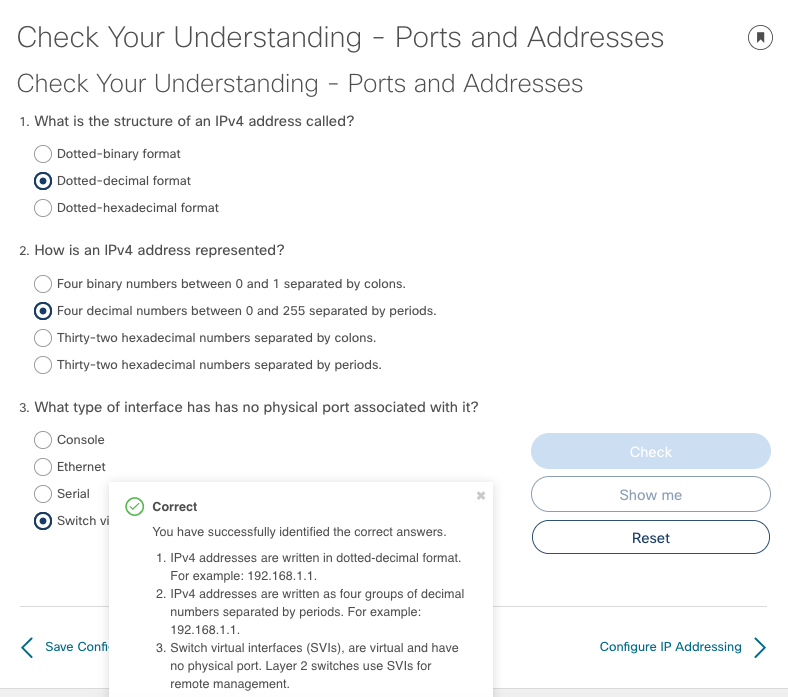 Check Your Understanding - Ports and Addresses
Check Your Understanding - Ports and Addresses
1. What is the structure of an IPv4 address called?
Dotted-binary format
Dotted-decimal format
Dotted-hexadecimal format
2. How is an IPv4 address represented?
Four binary numbers between 0 and 1 separated by colons.
Four decimal numbers between 0 and 255 separated by periods.
Thirty-two hexadecimal numbers separated by colons.
Thirty-two hexadecimal numbers separated by periods.
3. What type of interface has has no physical port associated with it?
Console
Ethernet
Serial
Switch
Check
Show me
Reset
Correct
You have successfully identified the correct answers.
1. IPv4 addresses are written in dotted-decimal format.
For example: 192.168.1.1.
2. IPv4 addresses are written as four groups of decimal
numbers separated by periods. For example:
192.168.1.1.
3. Switch virtual interfaces (SVIs), are virtual and have
no physical port. Layer 2 switches use SVIs for
remote management.
Save
Configure IP Addressing